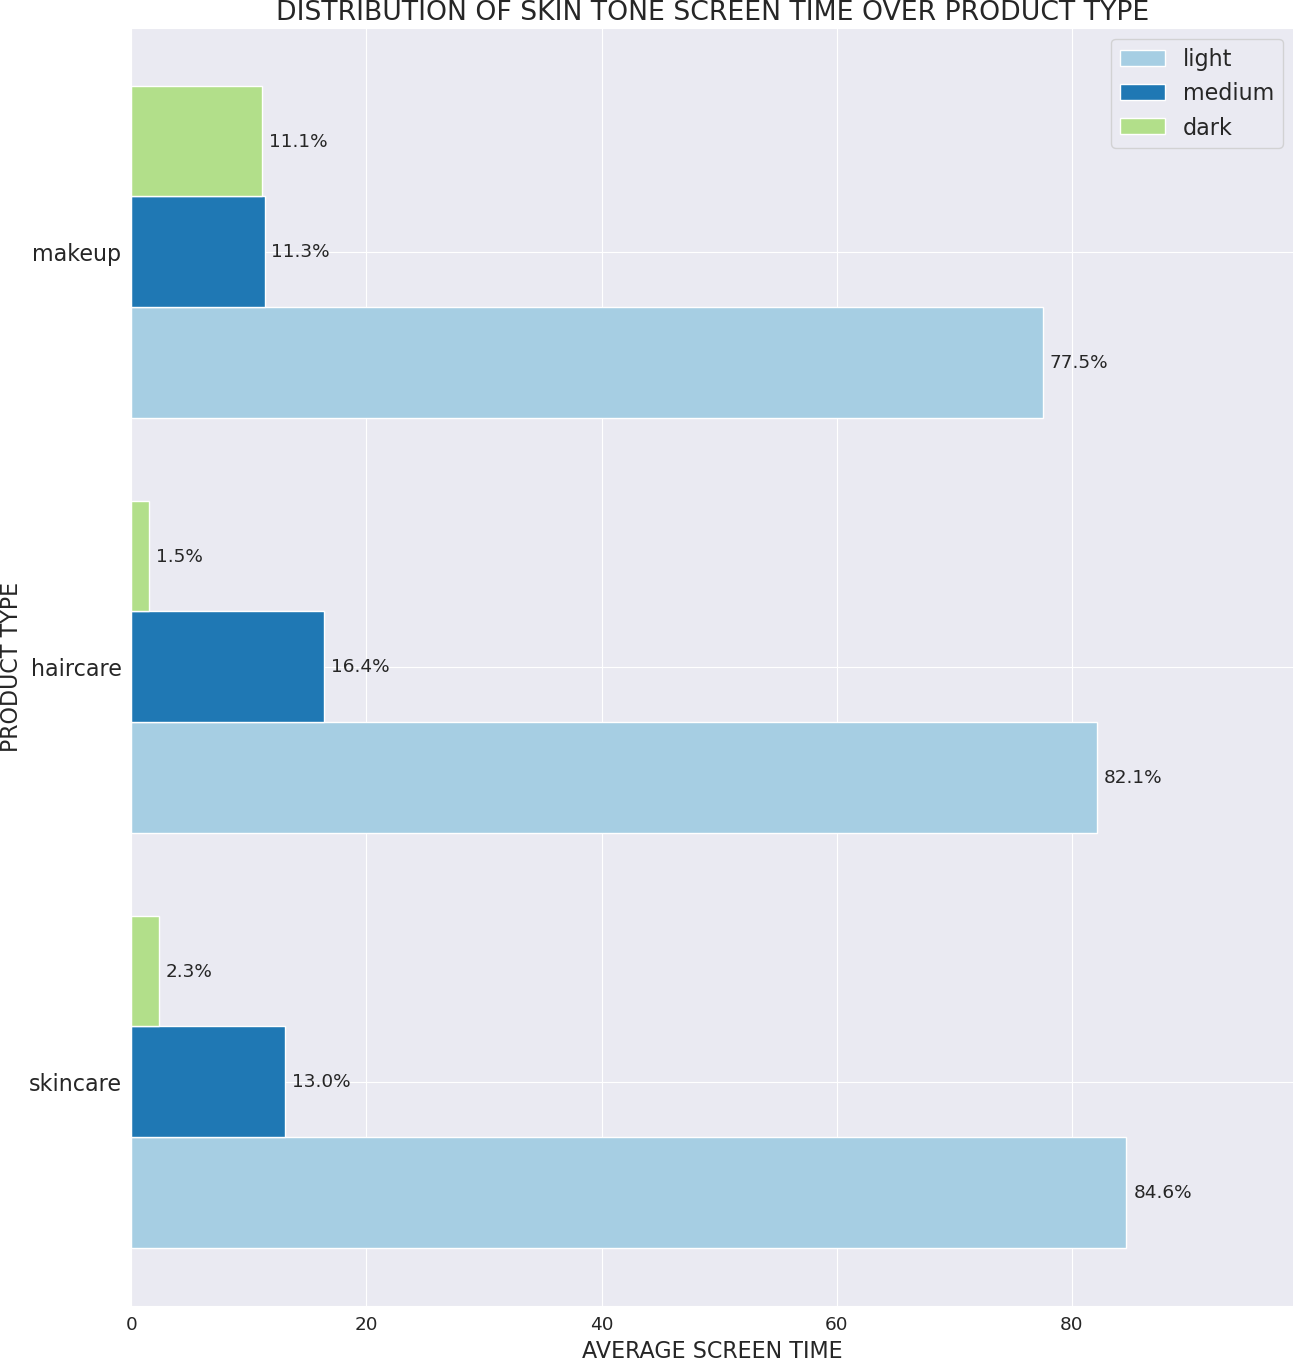 DISTRIBUTION OF SKIN TONE SCREEN TIME OVER PRODUCT TYPE
light
medium
dark
11.1%
makeup
11.3%
77.5%
1.5%
PRODUCT TYPE
haircare
16.4%
82.1%
2.3%
skincare
13.0%
84.6%
0 20 40 60 80
AVERAGE SCREEN TIME